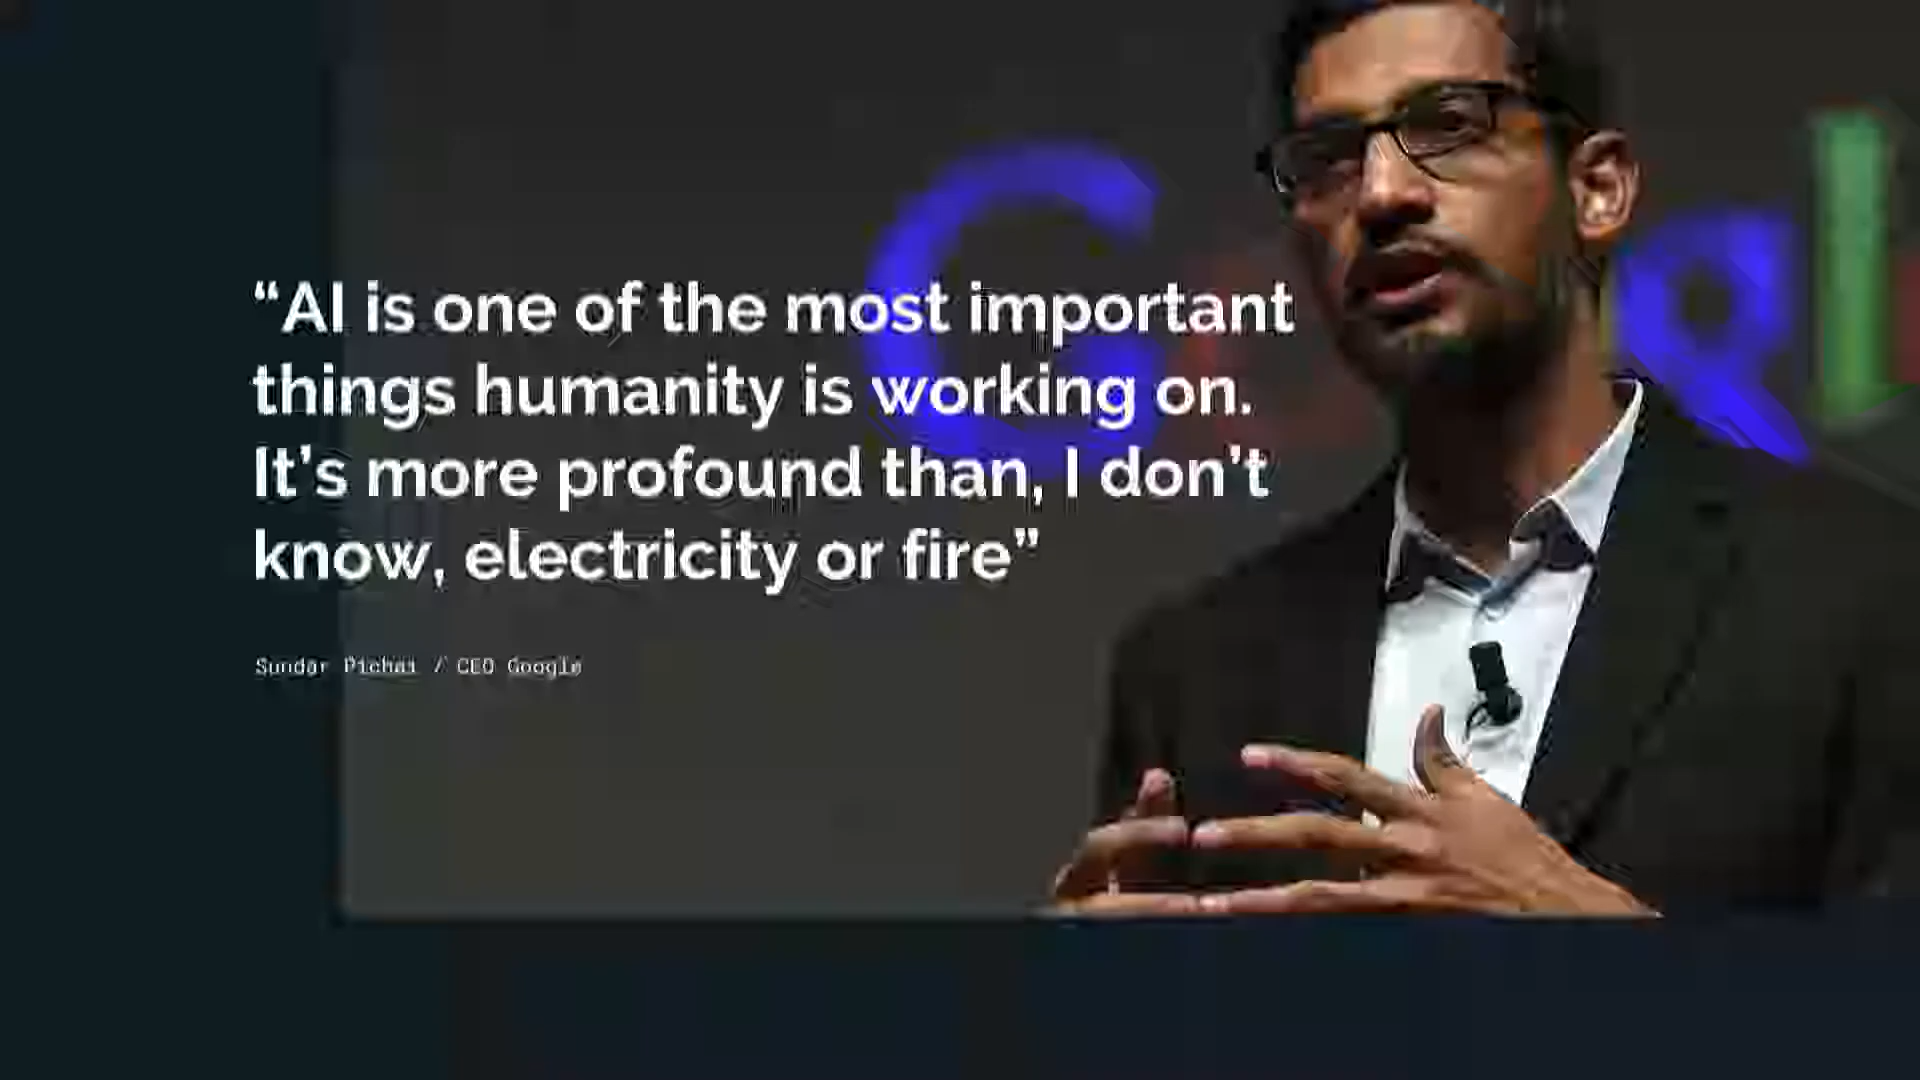 “AI is one of the most important
things humanity is working on.
It’s more profound than, I don’t
know, electricity or fire”
Sundar Pichai / CEO Google
G
gl